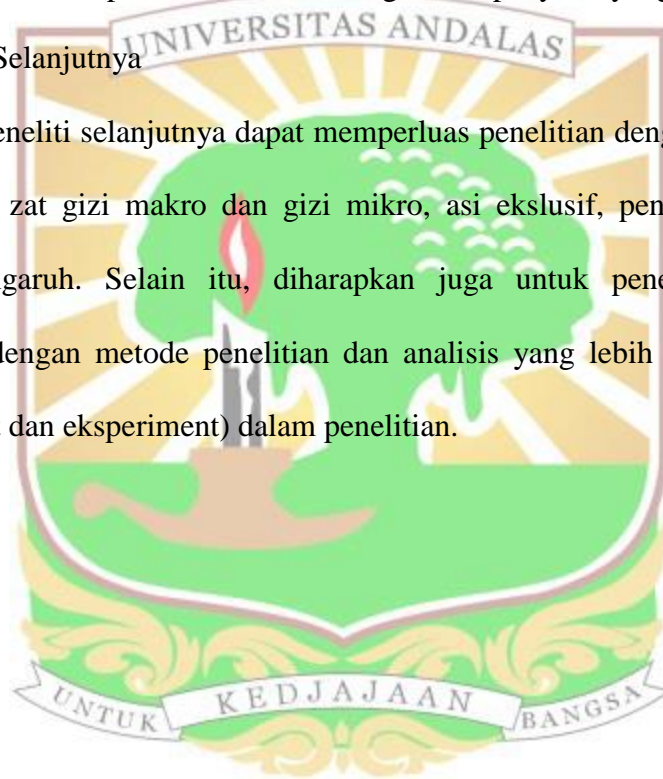 UNIVERSITAS ANDALAS
Selanjutnya
eneliti selanjutnya dapat memperluas penelitian deng
zat gizi makro dan gizi mikro, asi ekslusif, pen
ngaruh. Selain itu, diharapkan juga untuk pene
dengan metode penelitian dan analisis yang lebih
dan eksperiment) dalam penelitian.
UNTUK KEDJAJAAN BANGSA